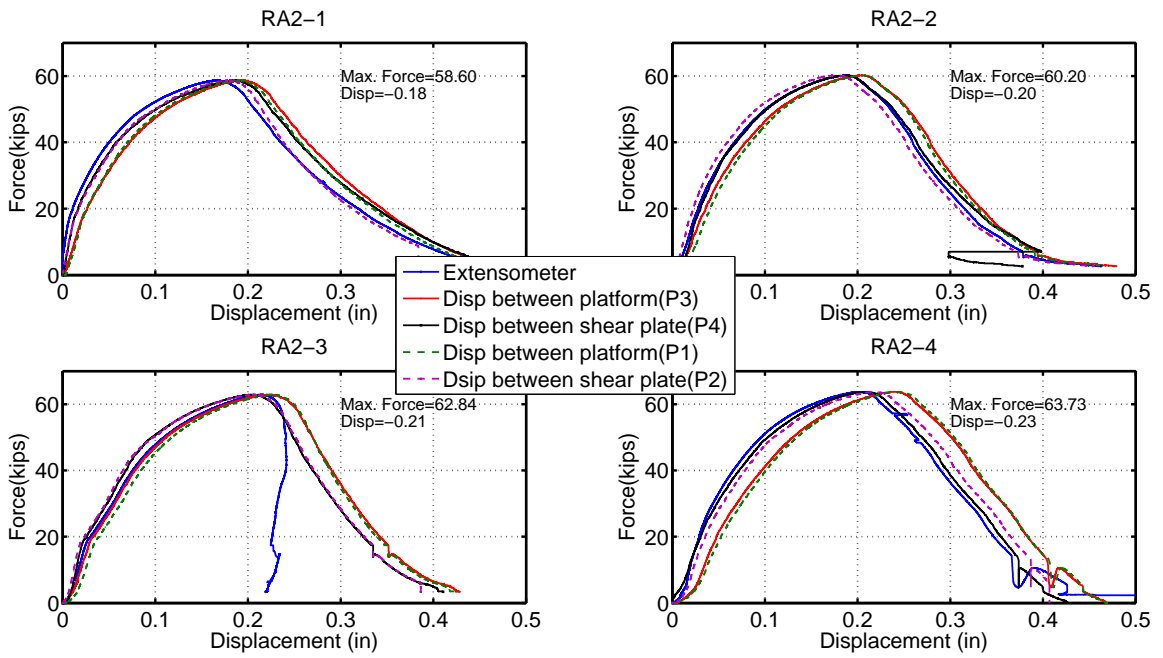 RA2-1
Force(kips)
60
40
20
0
Max. Force=58.60
Disp=-0.18
0 0.1 0.2 0.3 0.4
Displacement (in)
RA2-2
Force(kips)
60
40
20
0
Max. Force=60.20
Disp=-0.20
0 0.1 0.2 0.3 0.4 0.5
Displacement (in)
Extensometer
Disp between platform(P3)
Disp between shear plate(P4)
Disp between platform(P1)
Dsip between shear plate(P2)
RA2-3
Force(kips)
60
40
20
0
Max. Force=62.84
Disp=-0.21
0 0.1 0.2 0.3 0.4 0.5
Displacement (in)
RA2-4
Force(kips)
60
40
20
0
Max. Force=63.73
Disp=-0.23
0 0.1 0.2 0.3 0.4 0.5
Displacement (in)